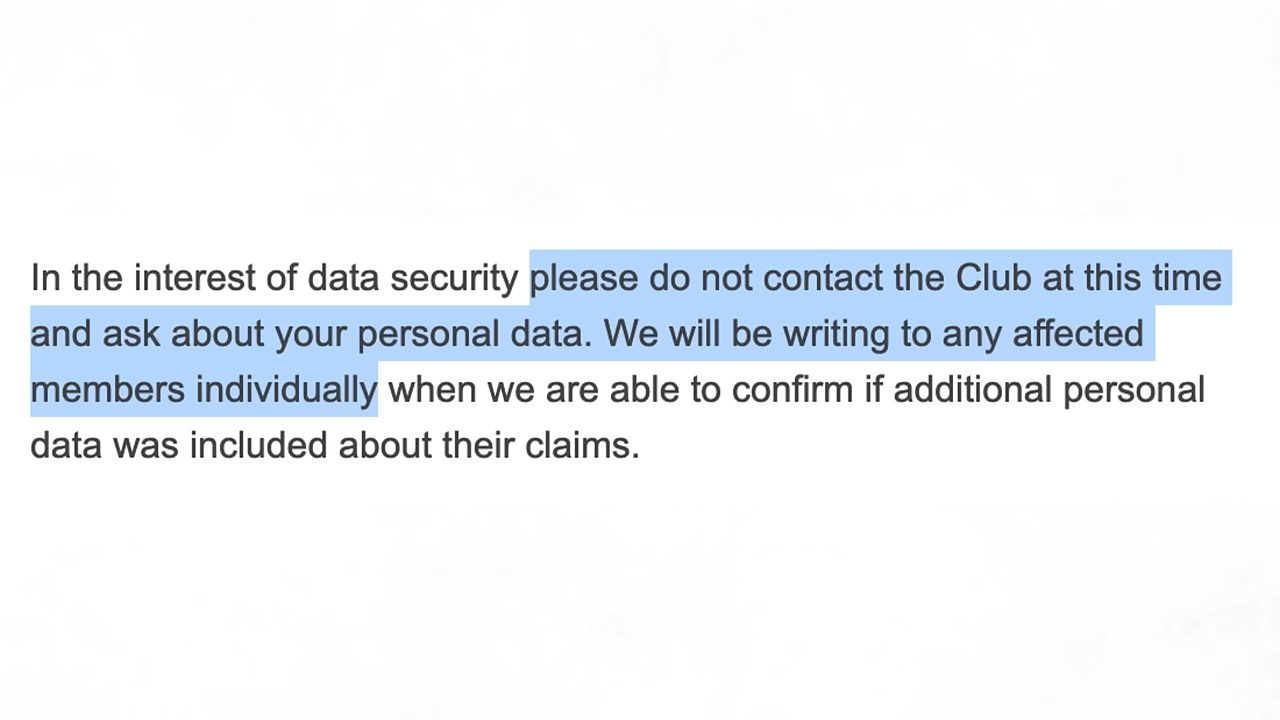 In the interest of data security please do not contact the Club at this time
and ask about your personal data. We will be writing to any affected
members individually when we are able to confirm if additional personal
data was included about their claims.